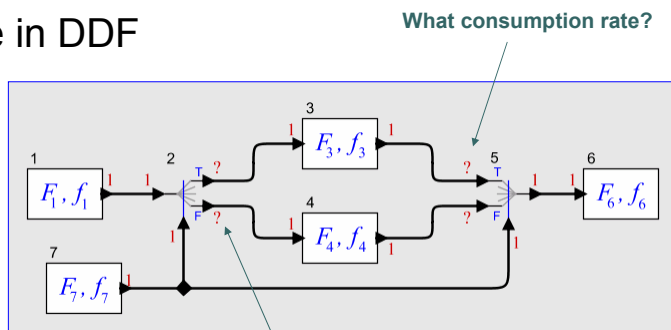 e in DDF
What consumption rate?
3
1
F₃, f₃
1
1
F₁, f₁
1
1
2
T
?
F
?
1
4
1
F₄, f₄
1
?
T
5
?
F
1
1
1
6
F₆, f₆
7
F₇, f₇
1